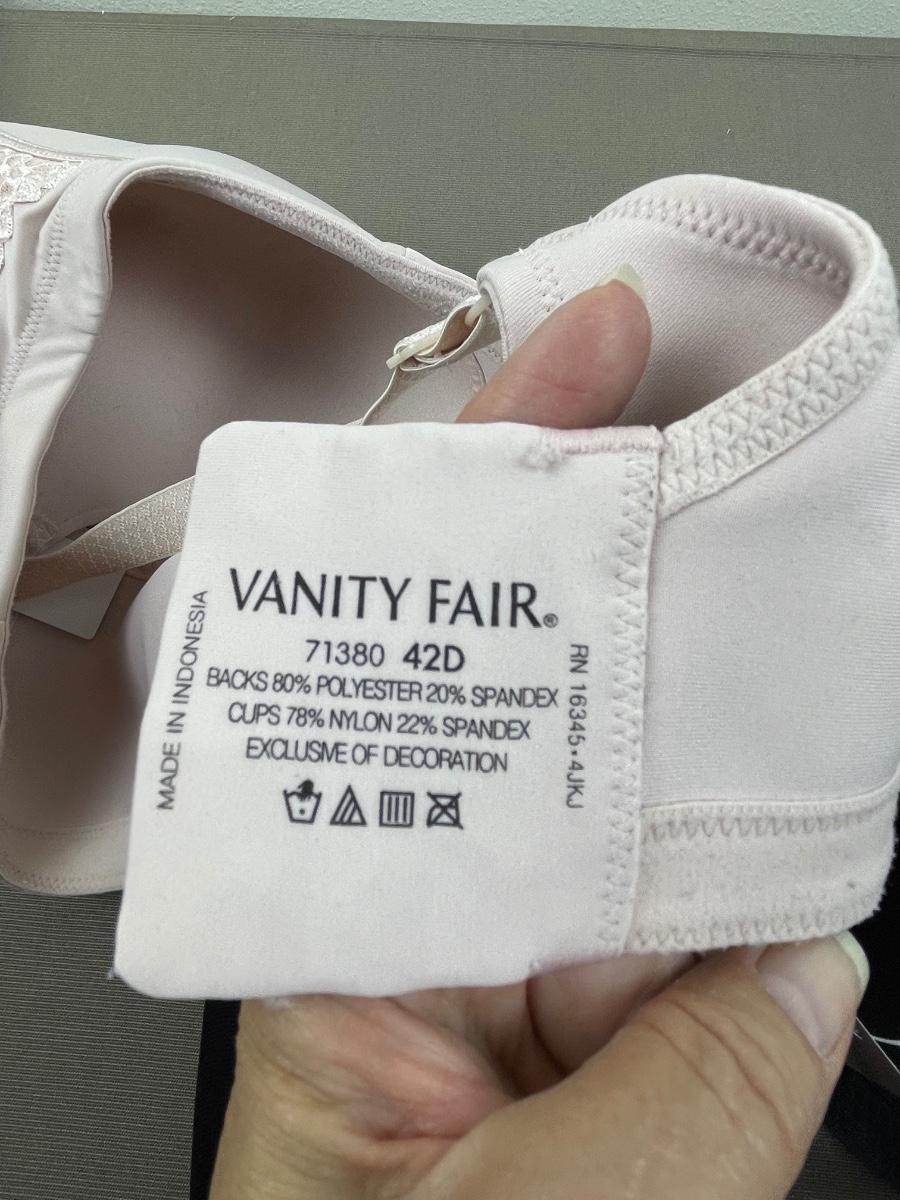 VANITY FAIR®
71380 42D
BACKS 80% POLYESTER 20% SPANDEX
CUPS 78% NYLON 22% SPANDEX
EXCLUSIVE OF DECORATION
MADE IN INDONESIA
RN 16345•4JKJ